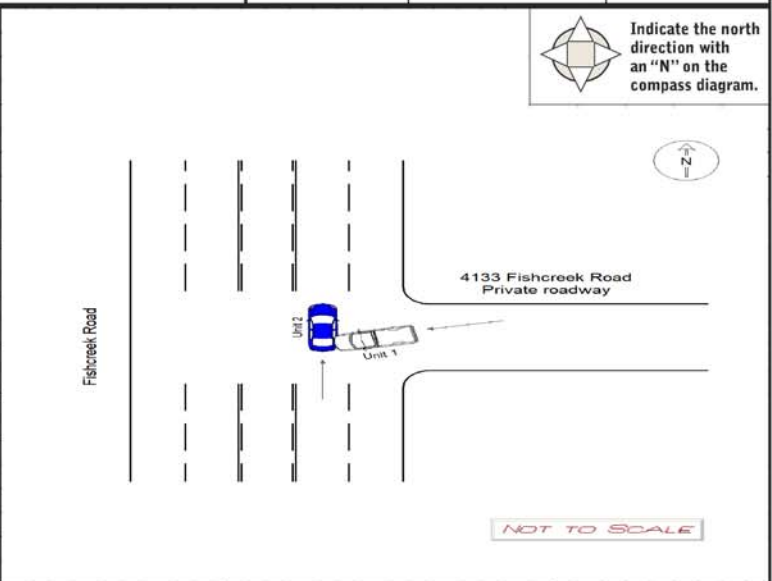 Indicate the north
direction with
an “N” on the
compass diagram.
N
4133 Fishcreek Road
Private roadway
Fishcreek Road
Unit 2
Unit 1
NOT TO SCALE